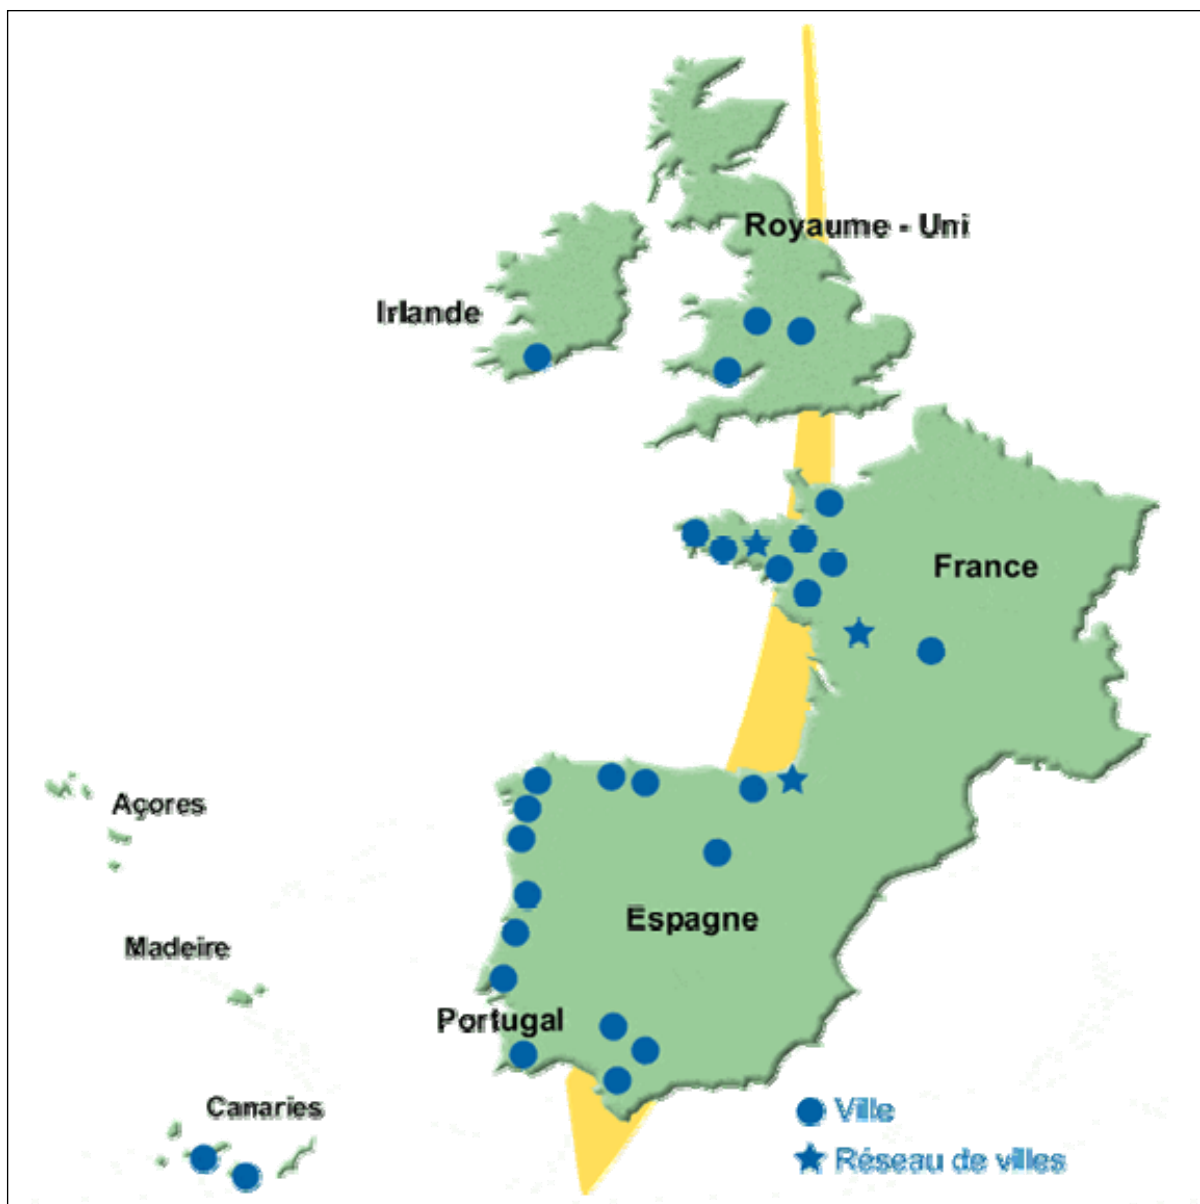 Royaume - Uni
Irlande
France
Açores
Espagne
Madeire
Portugal
Canaries
Ville
Réseau de villes